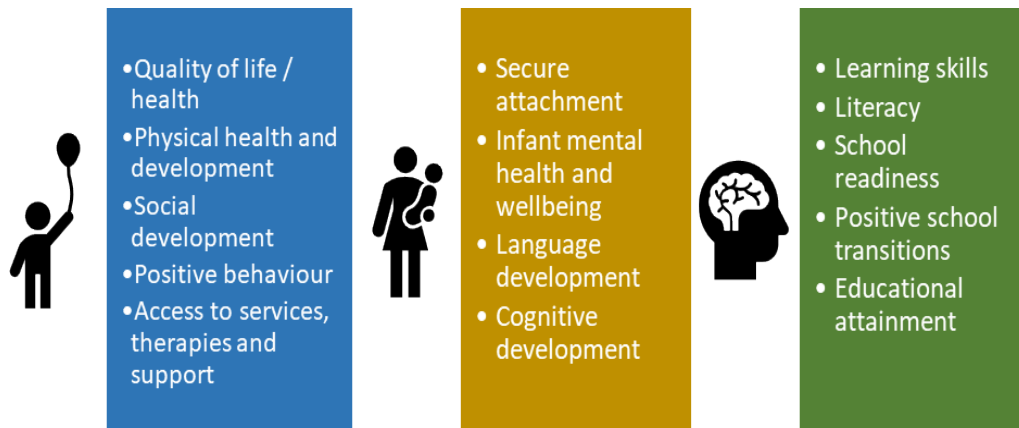 •Quality of life /
health
•Physical health and
development
•Social
development
•Positive behaviour
•Access to services,
therapies and
support
• Secure
attachment
• Infant mental
health and
wellbeing
• Language
development
• Cognitive
development
• Learning skills
• Literacy
• School
readiness
• Positive school
transitions
• Educational
attainment